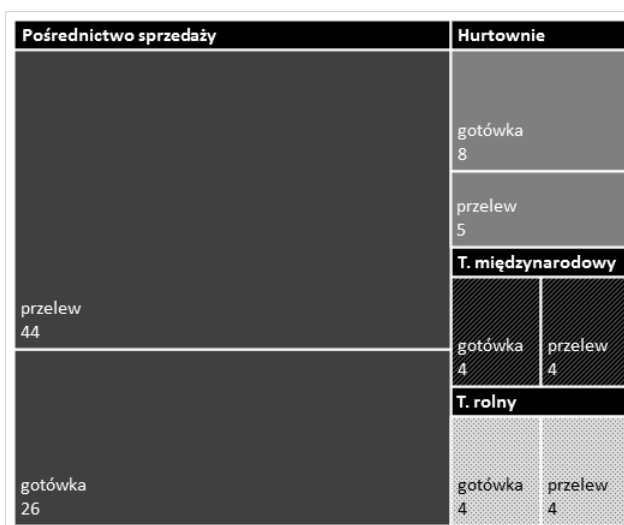 Pośrednictwo sprzedaży
przelew
44
gotówka
26
Hurtownie
gotówka
8
przelew
5
T. międzynarodowy
gotówka
4
przelew
4
T. rolny
gotówka
4
przelew
4